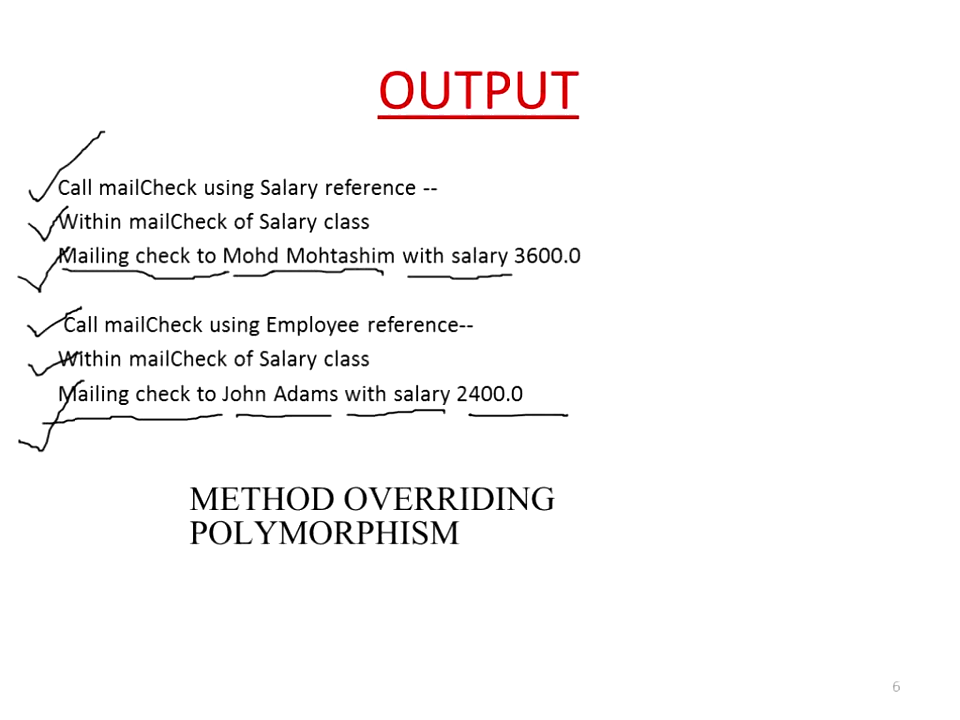 OUTPUT
Call mailCheck using Salary reference --
Within mailCheck of Salary class
Mailing check to Mohd Mohtashim with salary 3600.0
Call mailCheck using Employee reference--
Within mailCheck of Salary class
Mailing check to John Adams with salary 2400.0
METHOD OVERRIDING
POLYMORPHISM
6